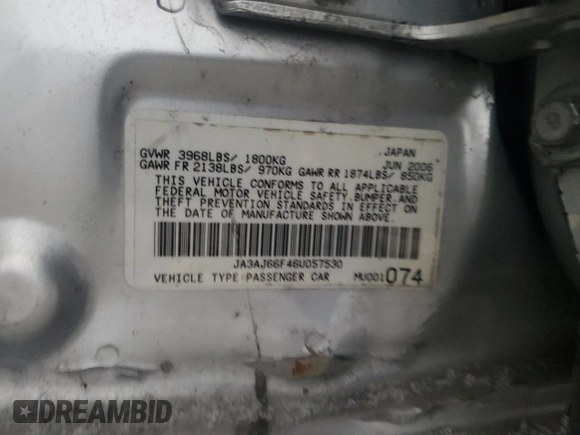 JAPAN
GVWR 3968LBS/ 1800KG JUN 2006
GAWR FR 2138LBS/ 970KG GAWR RR 1874LBS/ 850KG
THIS VEHICLE CONFORMS TO ALL APPLICABLE
FEDERAL MOTOR VEHICLE SAFETY,BUMPER,AND
THEFT PREVENTION STANDARDS IN EFFECT ON
THE DATE OF MANUFACTURE SHOWN ABOVE.
JA3AJ66F46U057530
VEHICLE TYPE:PASSENGER CAR MU001074
DREAMBID